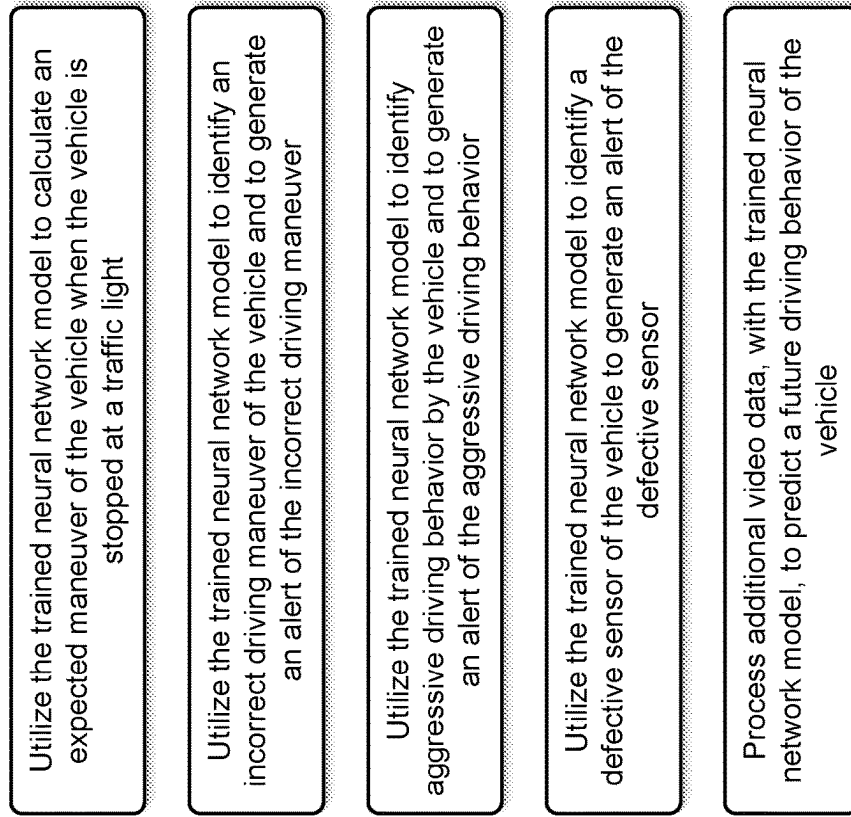 Utilize the trained neural network model to calculate an
expected maneuver of the vehicle when the vehicle is
stopped at a traffic light
Utilize the trained neural network model to identify an
incorrect driving maneuver of the vehicle and to generate
an alert of the incorrect driving maneuver
Utilize the trained neural network model to identify
aggressive driving behavior by the vehicle and to generate
an alert of the aggressive driving behavior
Utilize the trained neural network model to identify a
defective sensor of the vehicle to generate an alert of the
defective sensor
Process additional video data, with the trained neural
network model, to predict a future driving behavior of the
vehicle